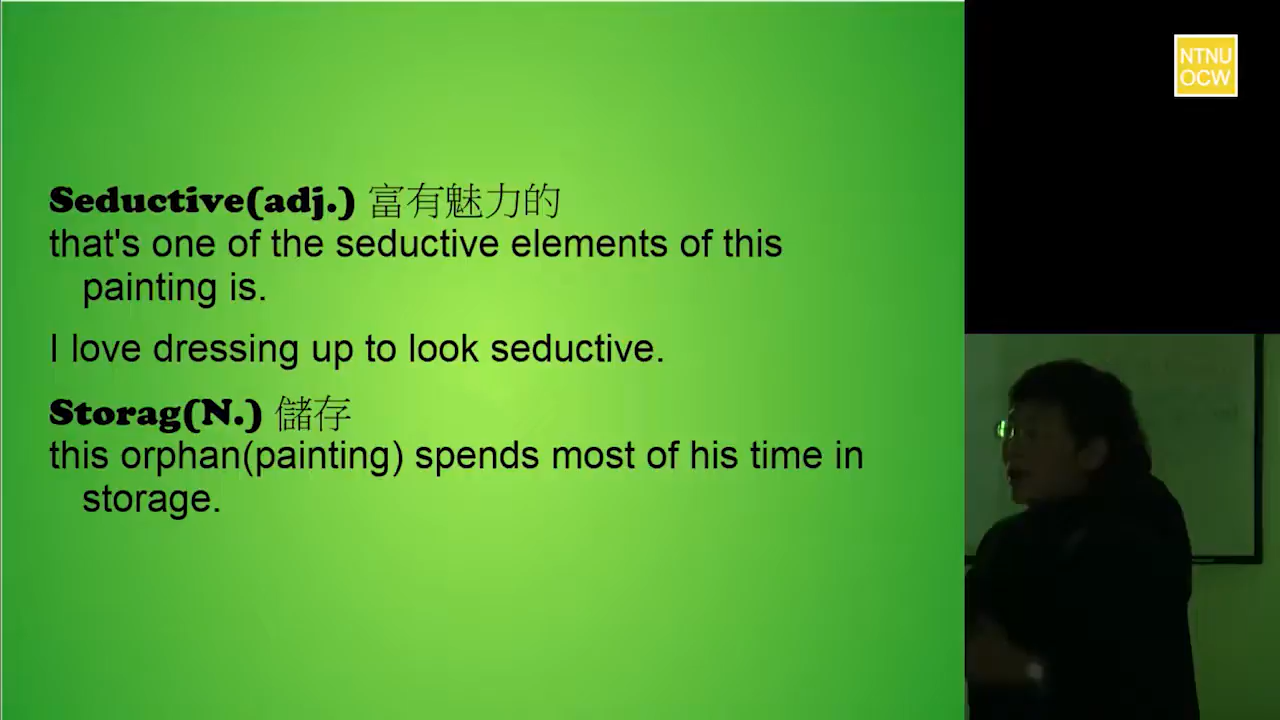 NTNU
OCW
Seductive(adj.) 富有魅力的
that's one of the seductive elements of this
painting is.
I love dressing up to look seductive.
Storag(N.) 儲存
this orphan(painting) spends most of his time in
storage.